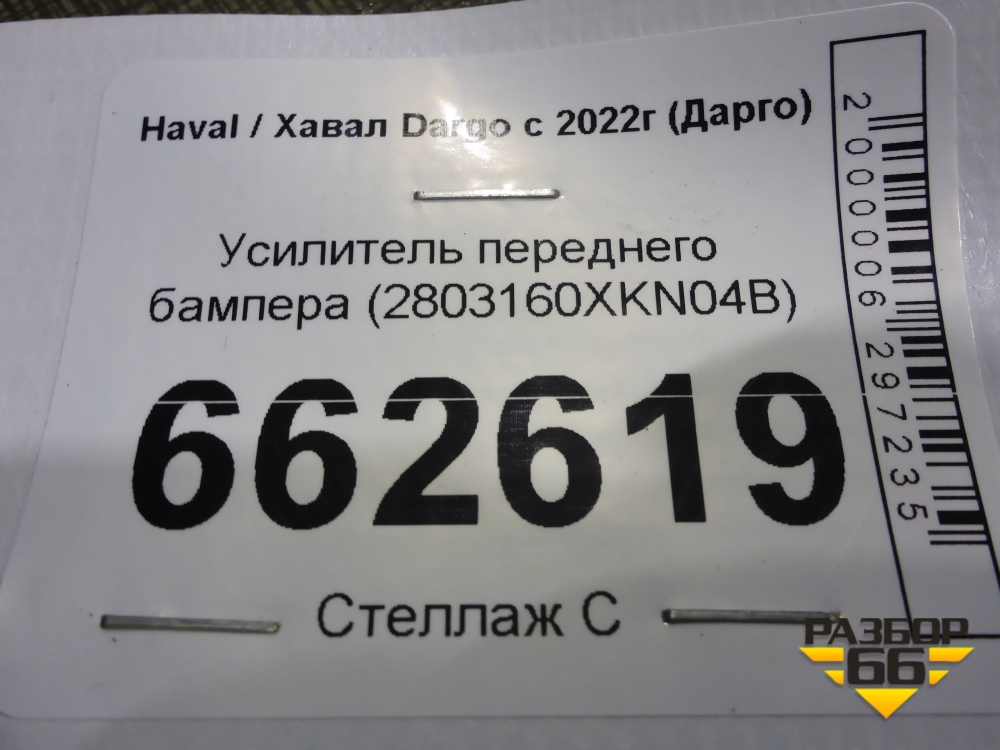 Haval / Хавал Dargo с 2022г (Дарго)
Усилитель переднего
бампера (2803160XKN04B)
662619
Стеллаж С
2000006297235
РАЗБОР
66